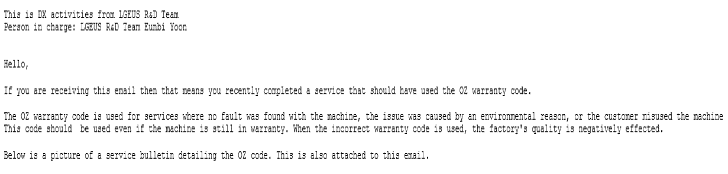 This is DX activities from LGEUS R&D Team
Person in charge: LGEUS R&D Team Eunbi Yoon
Hello,
If you are receiving this email then that means you recently completed a service that should have used the OZ warranty code.
The OZ warranty code is used for services where no fault was found with the machine, the issue was caused by an environmental reason, or the customer misused the machine
This code should be used even if the machine is still in warranty. When the incorrect warranty code is used, the factory's quality is negatively effected.
Below is a picture of a service bulletin detailing the OZ code. This is also attached to this email.